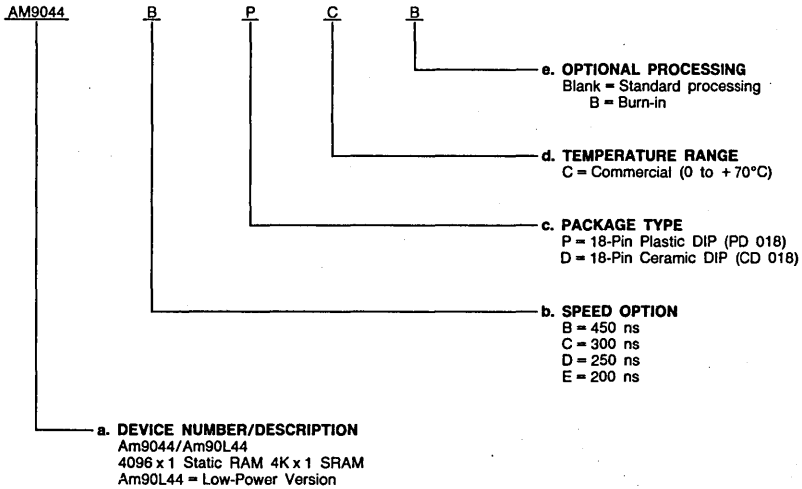 AM9044 B P C B
e. OPTIONAL PROCESSING
Blank = Standard processing
B = Burn-in
d. TEMPERATURE RANGE
C = Commercial (0 to +70°C)
c. PACKAGE TYPE
P = 18-Pin Plastic DIP (PD 018)
D = 18-Pin Ceramic DIP (CD 018)
b. SPEED OPTION
B = 450 ns
C = 300 ns
D = 250 ns
E = 200 ns
a. DEVICE NUMBER/DESCRIPTION
Am9044/Am90L44
4096 x 1 Static RAM 4K x 1 SRAM
Am90L44 = Low-Power Version